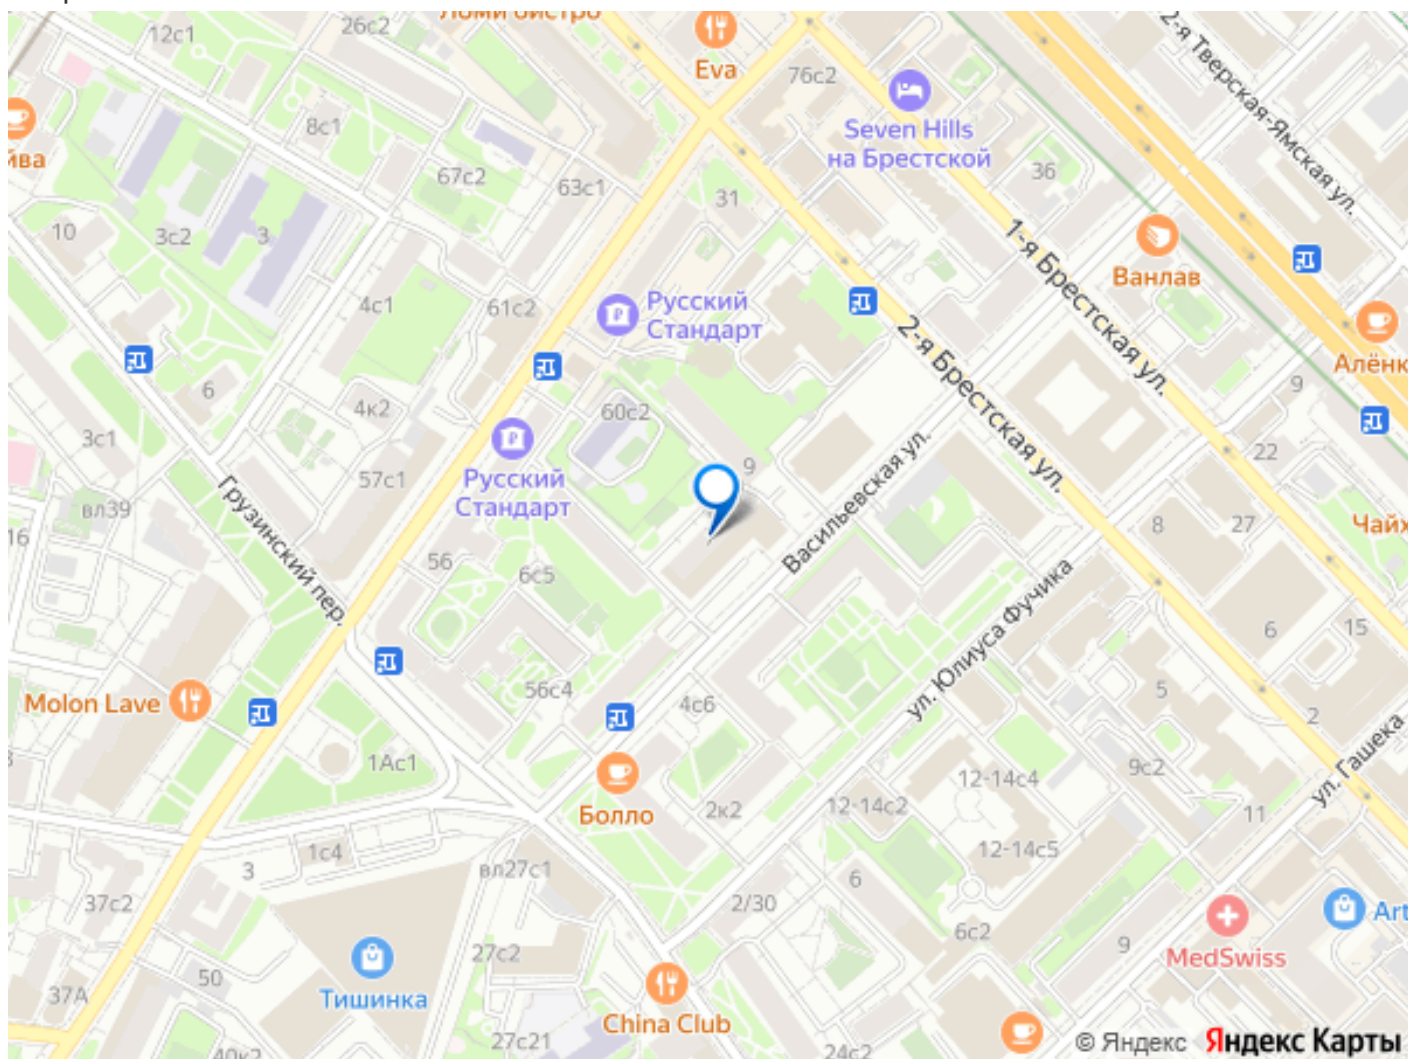 12с1
26с2
Eva
76с2
Seven Hills
на Брестской
2-я Тверская-Ямская ул.
8с1
67с2
63с1
36
31
10
3с2
3
1-я Брестская ул.
Ванлав
4с1
61с2
Русский
Стандарт
2-я Брестская ул.
6
4к2
60с2
9
22
3с1
57с1
Русский
Стандарт
9
Васильевская ул.
вл39
Грузинский пер.
16
8
27
56
6с5
ул. Юлиуса Фучика
6
15
Molon Lave
56с4
4с6
5
2
ул. Гашека
1Ас1
9с2
12-14с4
Болло
2к2
12-14с2
11
1с4
3
вл27с1
12-14с5
6
37с2
2/30
6с2
9
MedSwiss
27с2
50
Тишинка
37А
China Club
27с21
24с2
© Яндекс Яндекс Карты